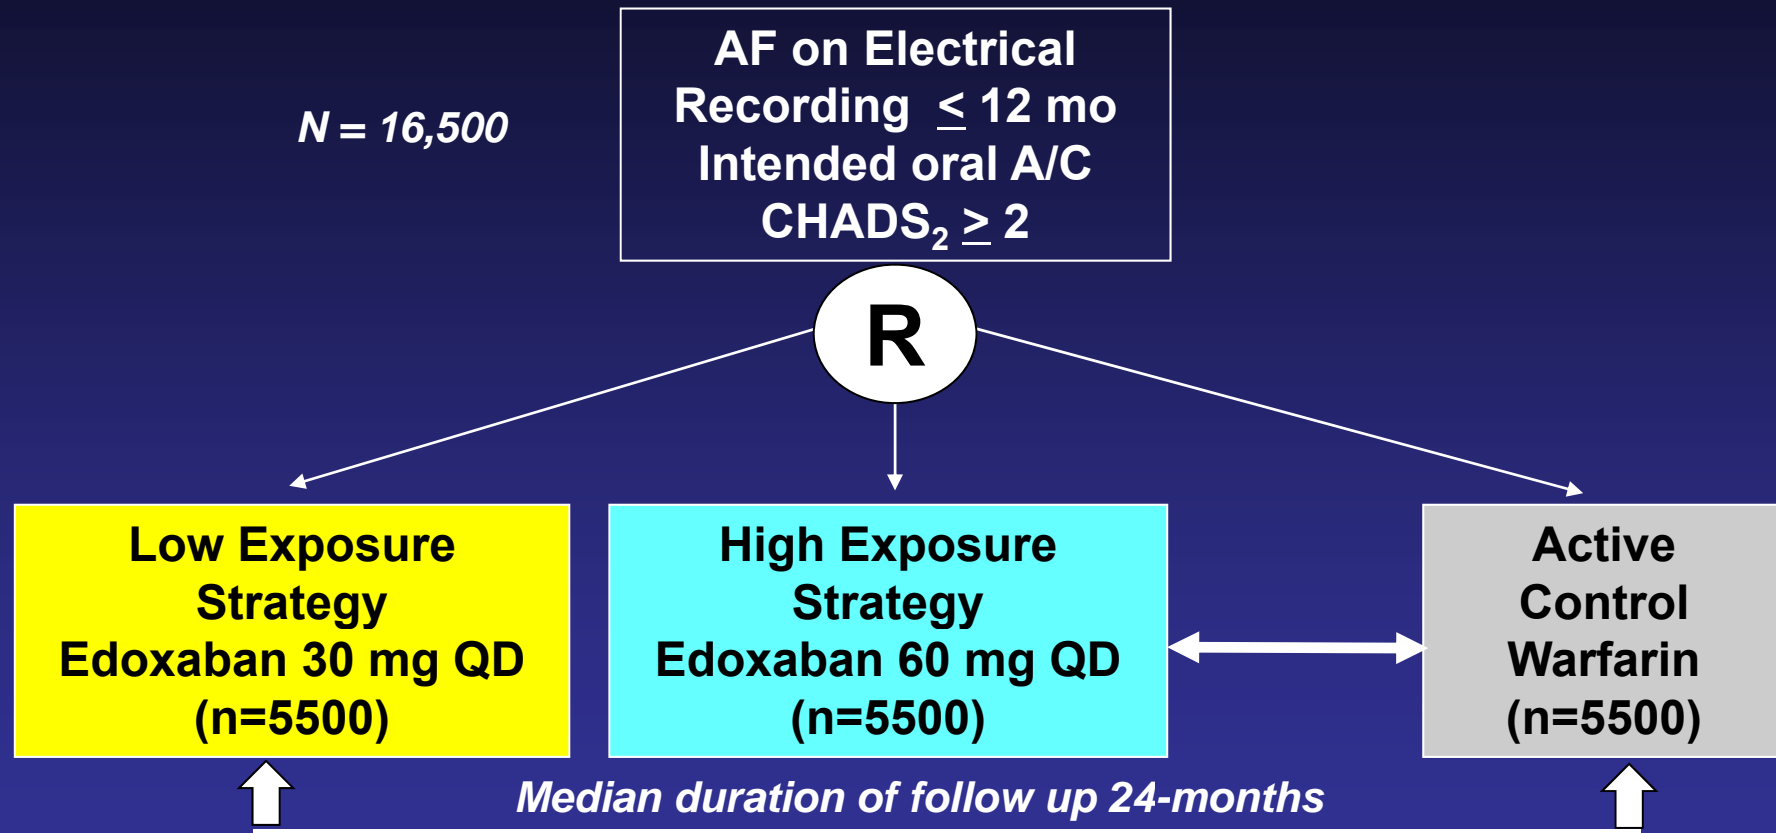 AF on Electrical
Recording ≤ 12 mo
Intended oral A/C
CHADS₂ ≥ 2
N = 16,500
R
Low Exposure
Strategy
Edoxaban 30 mg QD
(n=5500)
High Exposure
Strategy
Edoxaban 60 mg QD
(n=5500)
Active
Control
Warfarin
(n=5500)
Median duration of follow up 24-months